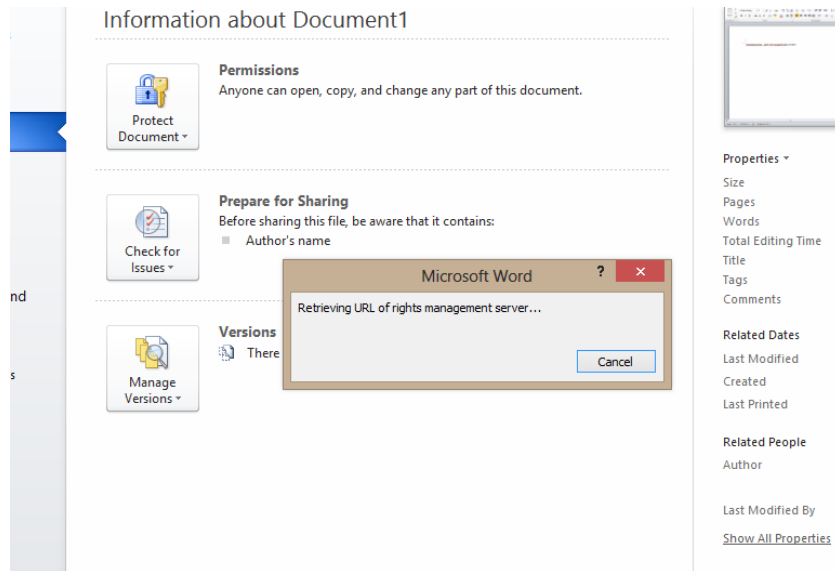 Information about Document1
Protect
Document
Permissions
Anyone can open, copy, and change any part of this document.
Check for
Issues
Prepare for Sharing
Before sharing this file, be aware that it contains:
Author's name
Manage
Versions
Versions
There
Microsoft Word
?
Retrieving URL of rights management server...
Cancel
nd
s
Properties
Size
Pages
Words
Total Editing Time
Title
Tags
Comments
Related Dates
Last Modified
Created
Last Printed
Related People
Author
Last Modified By
Show All Properties